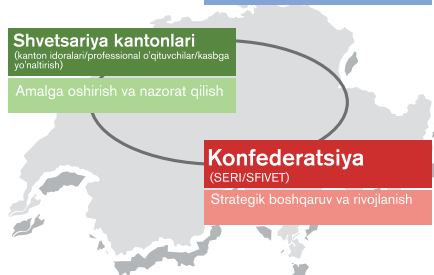 Shvetsariya kantonlari
(kanton idoralari/professional o'qituvchilar/kasbga
yo'naltirish)
Amalga oshirish va nazorat qilish
Konfederatsiya
(SERI/SFIVET)
Strategik boshqaruv va rivojlanish